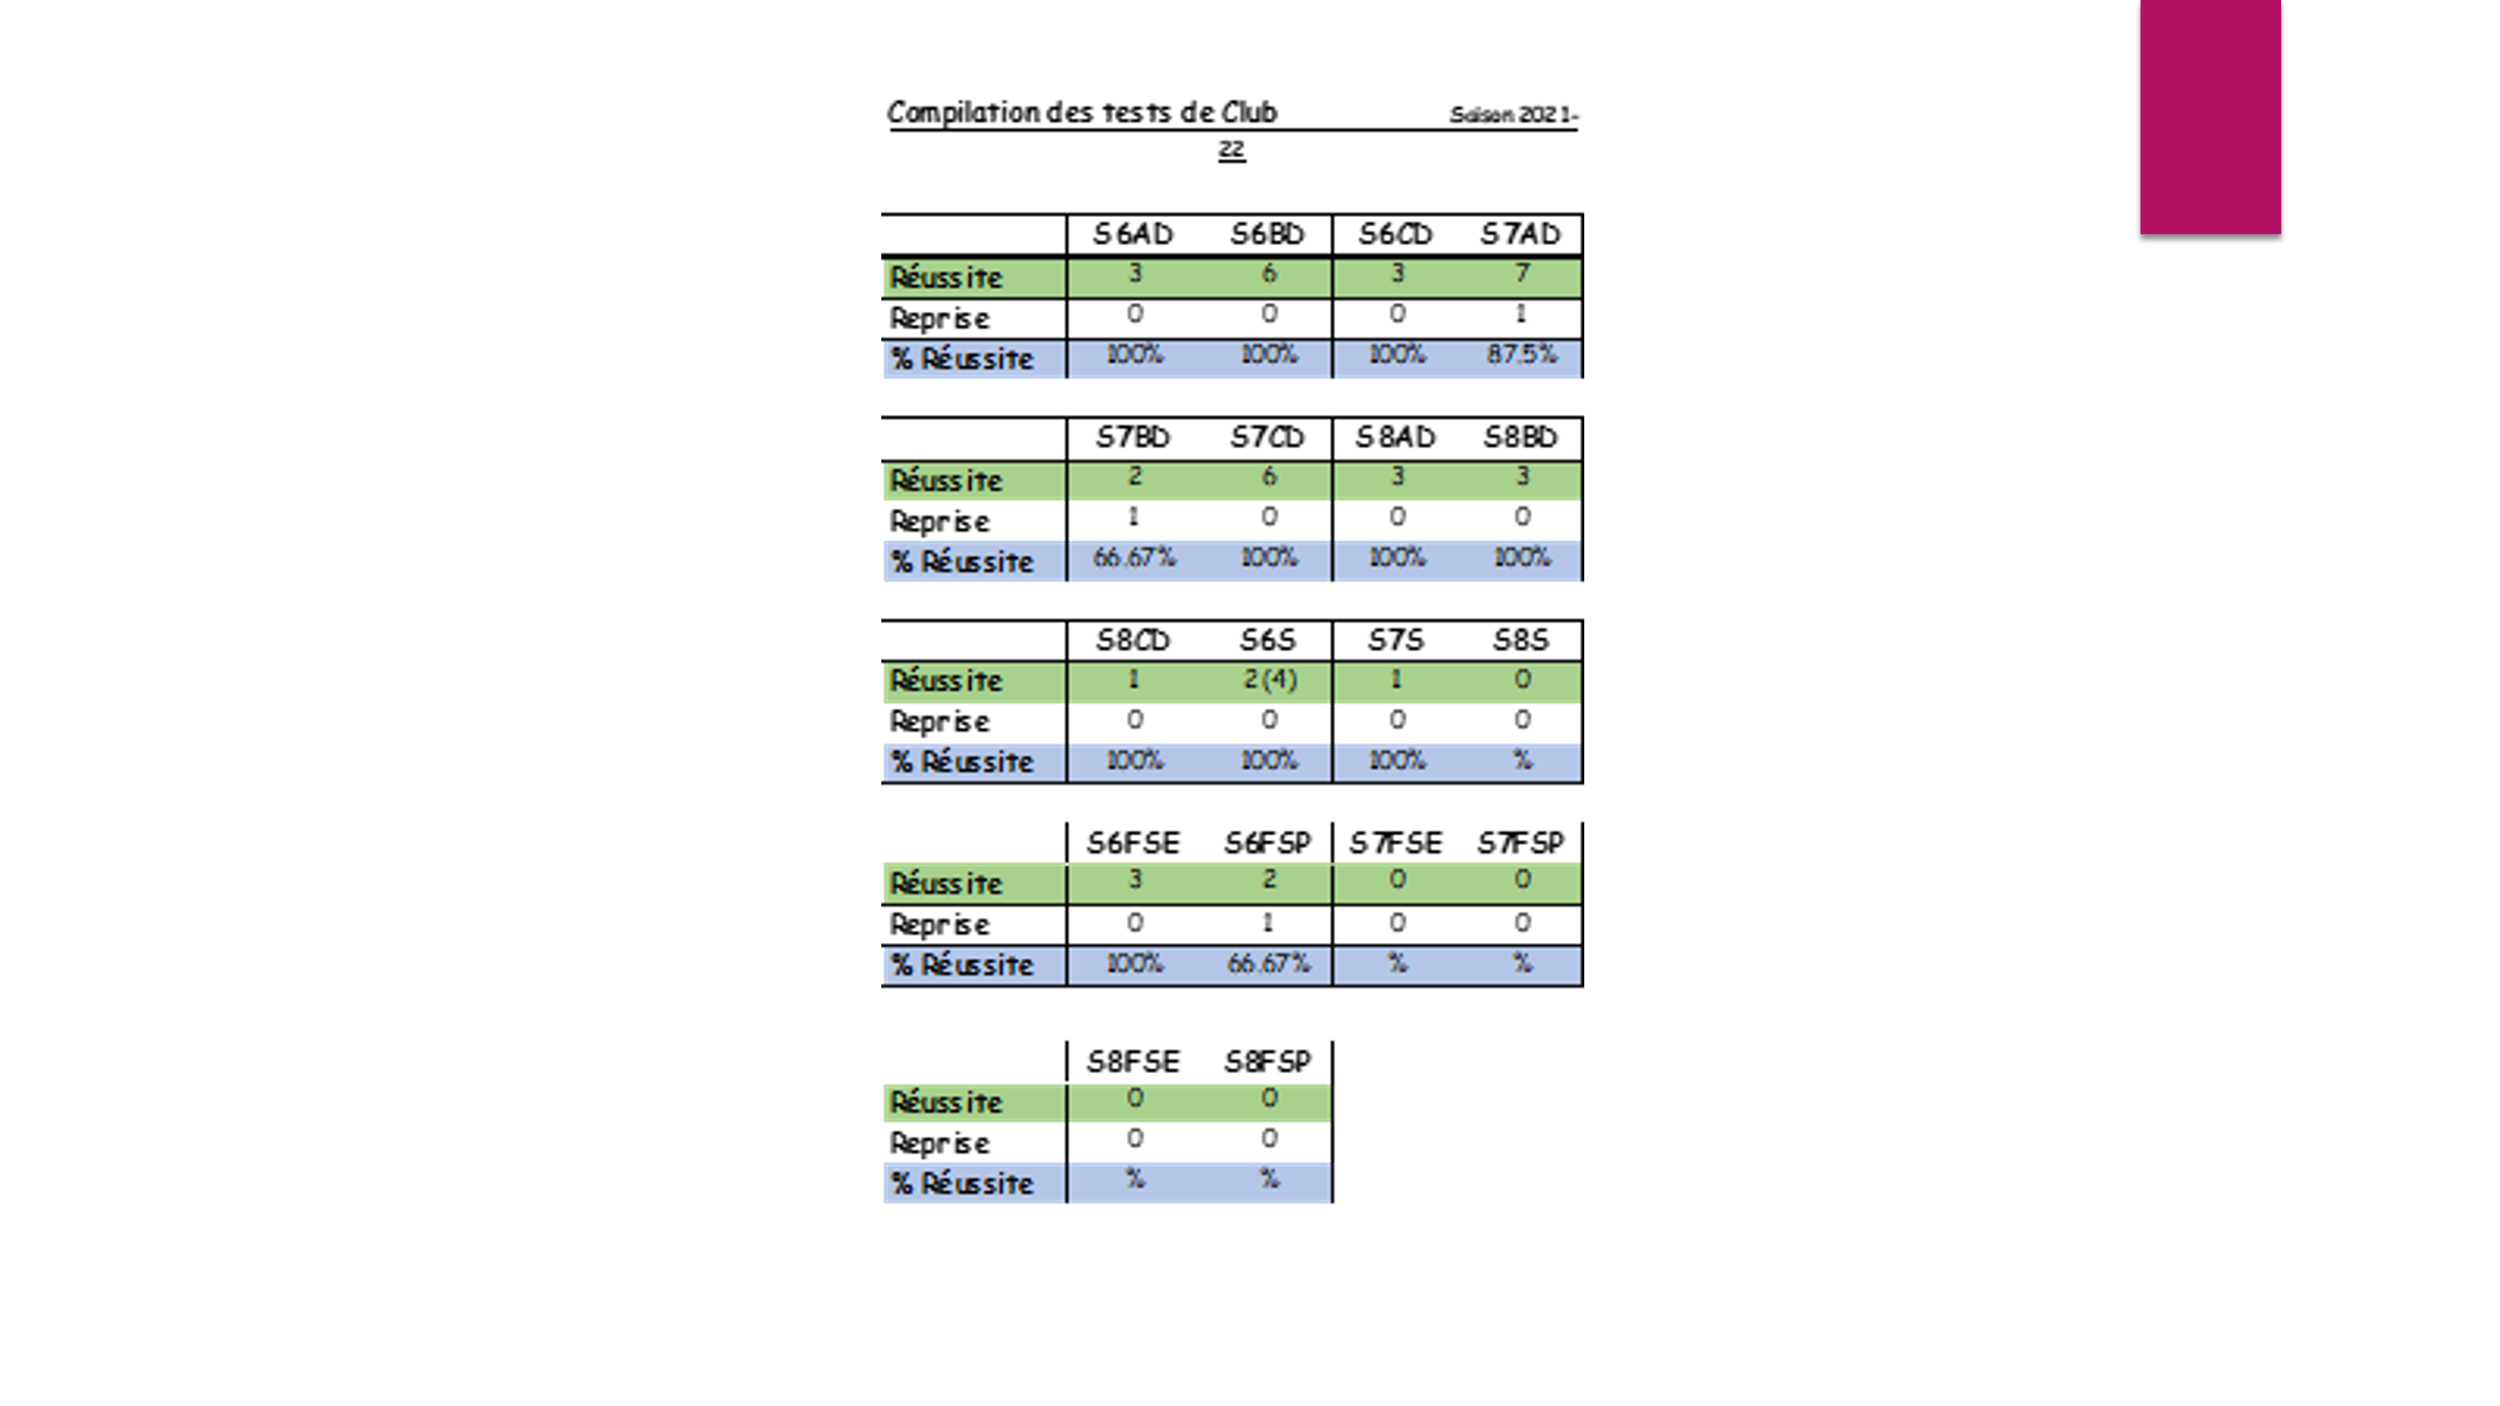 Compilation des tests de Club Saison 2021-
22
S6AD S6BD S6CD S7AD
Réussite 3 6 3 7
Reprise 0 0 0 1
% Réussite 100% 100% 100% 87.5%
S7BD S7CD S8AD S8BD
Réussite 2 6 3 3
Reprise 1 0 0 0
% Réussite 66.67% 100% 100% 100%
S8CD S6S S7S S8S
Réussite 1 2(4) 1 0
Reprise 0 0 0 0
% Réussite 100% 100% 100% %
S6FSE S6FSP S7FSE S7FSP
Réussite 3 2 0 0
Reprise 0 1 0 0
% Réussite 100% 66.67% % %
S8FSE S8FSP
Réussite 0 0
Reprise 0 0
% Réussite % %